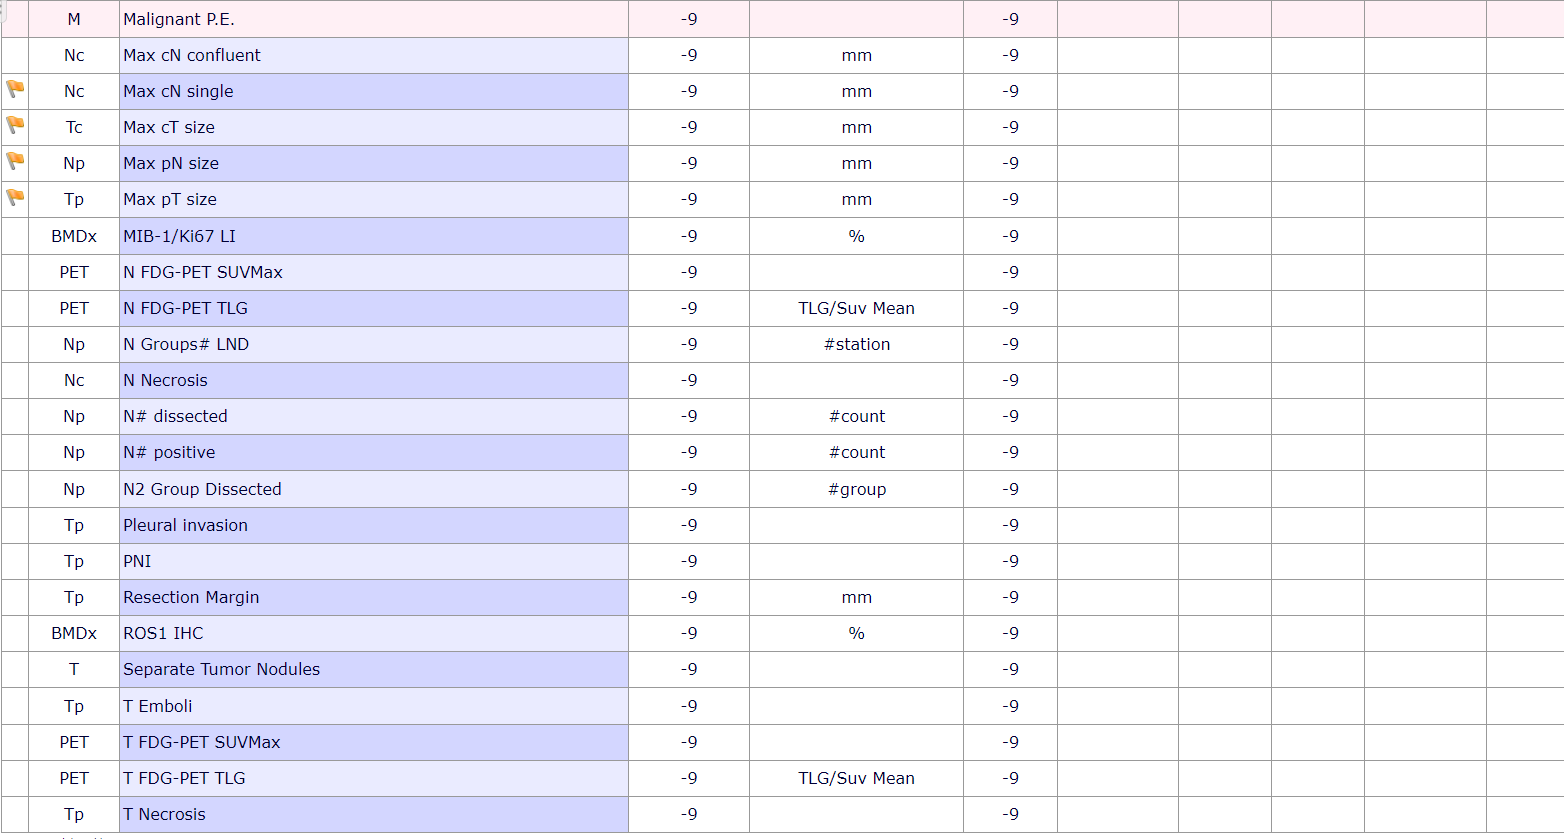 M Malignant P.E. -9 -9
Nc Max cN confluent -9 mm -9
Nc Max cN single -9 mm -9
Tc Max cT size -9 mm -9
Np Max pN size -9 mm -9
Tp Max pT size -9 mm -9
BMDx MIB-1/Ki67 LI -9 % -9
PET N FDG-PET SUVMax -9 -9
PET N FDG-PET TLG -9 TLG/Suv Mean -9
Np N Groups# LND -9 #station -9
Nc N Necrosis -9 -9
Np N# dissected -9 #count -9
Np N# positive -9 #count -9
Np N2 Group Dissected -9 #group -9
Tp Pleural invasion -9 -9
Tp PNI -9 -9
Tp Resection Margin -9 mm -9
BMDx ROS1 IHC -9 % -9
T Separate Tumor Nodules -9 -9
Tp T Emboli -9 -9
PET T FDG-PET SUVMax -9 -9
PET T FDG-PET TLG -9 TLG/Suv Mean -9
Tp T Necrosis -9 -9